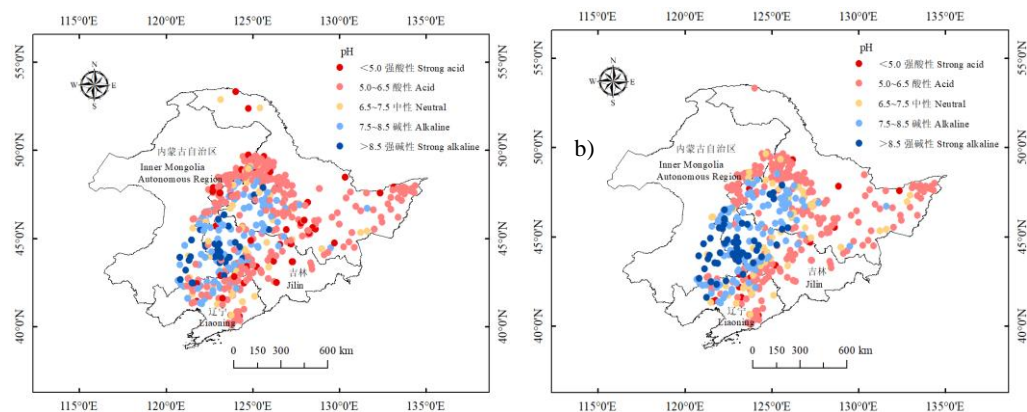 115°0'E 120°0'E 125°0'E 130°0'E 135°0'E
55°0'N
50°0'N
45°0'N
40°0'N
N
W E
S
pH
<5.0 强酸性 Strong acid
5.0~6.5 酸性 Acid
6.5~7.5 中性 Neutral
7.5~8.5 碱性 Alkaline
>8.5 强碱性 Strong alkaline
内蒙古自治区
Inner Mongolia
Autonomous Region
吉林
Jilin
辽宁
Liaoning
0 150 300 600 km
115°0'E 120°0'E 125°0'E 130°0'E 135°0'E
b)
115°0'E 120°0'E 125°0'E 130°0'E 135°0'E
55°0'N
50°0'N
45°0'N
40°0'N
N
W E
S
pH
<5.0 强酸性 Strong acid
5.0~6.5 酸性 Acid
6.5~7.5 中性 Neutral
7.5~8.5 碱性 Alkaline
>8.5 强碱性 Strong alkaline
内蒙古自治区
Inner Mongolia
Autonomous Region
吉林
Jilin
辽宁
Liaoning
0 150 300 600 km
55°0'N
50°0'N
45°0'N
40°0'N
115°0'E 120°0'E 125°0'E 130°0'E 135°0'E